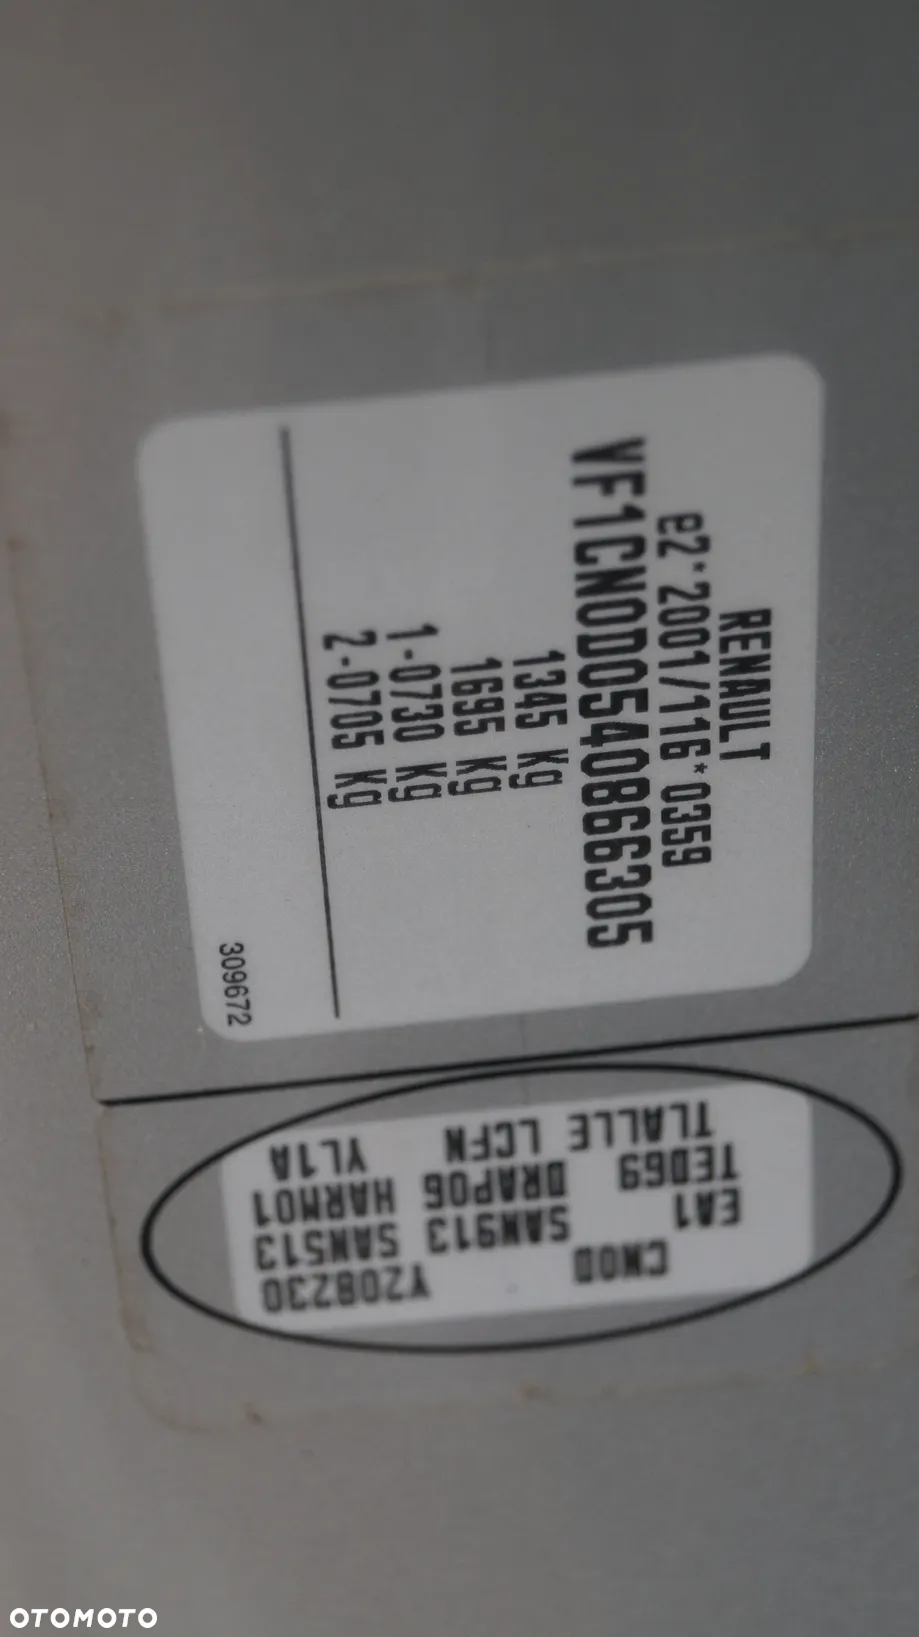 RENAULT
e2*2001/116*0359
VF1CN0D0540866305
1345 Kg
1695 Kg
1-0730 Kg
2-0705 Kg
309672
CN0D Y208230
EA1 SAN913 SAN513
TED69 DRAP06 HARM01
TLALLE LCFN YL1A
OTOMOTO